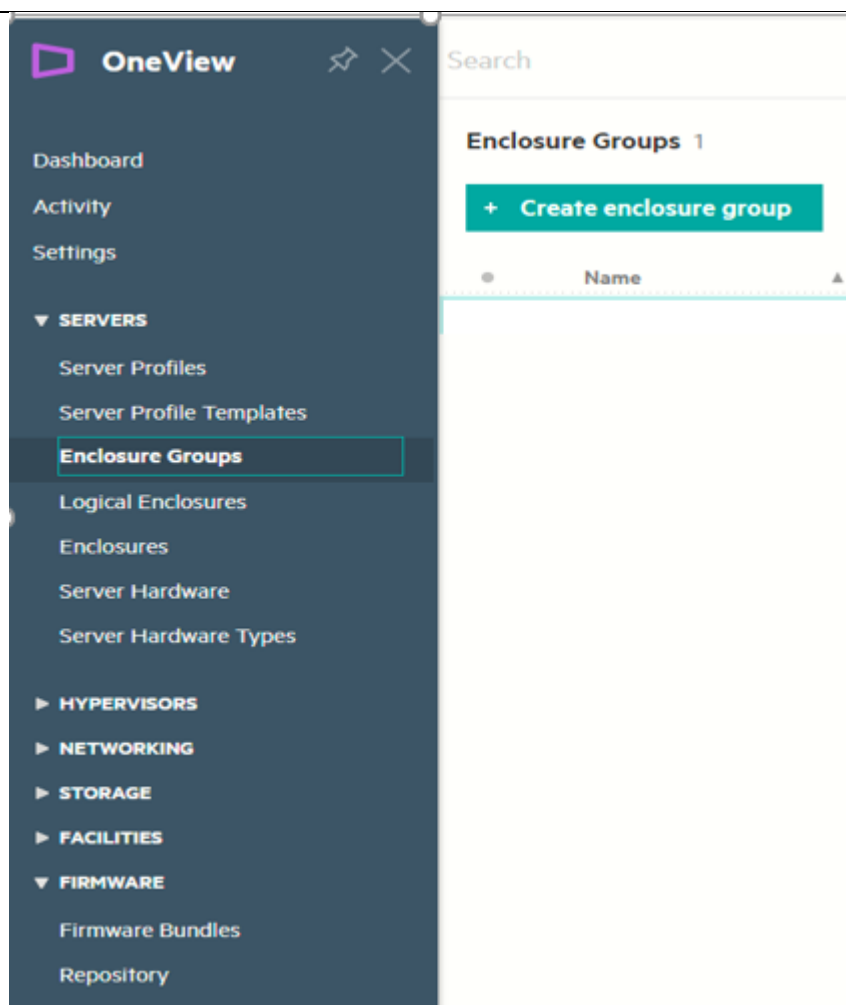 OneView
Dashboard
Activity
Settings
SERVERS
Server Profiles
Server Profile Templates
Enclosure Groups
Logical Enclosures
Enclosures
Server Hardware
Server Hardware Types
HYPERVISORS
NETWORKING
STORAGE
FACILITIES
FIRMWARE
Firmware Bundles
Repository
Search
Enclosure Groups 1
+ Create enclosure group
Name